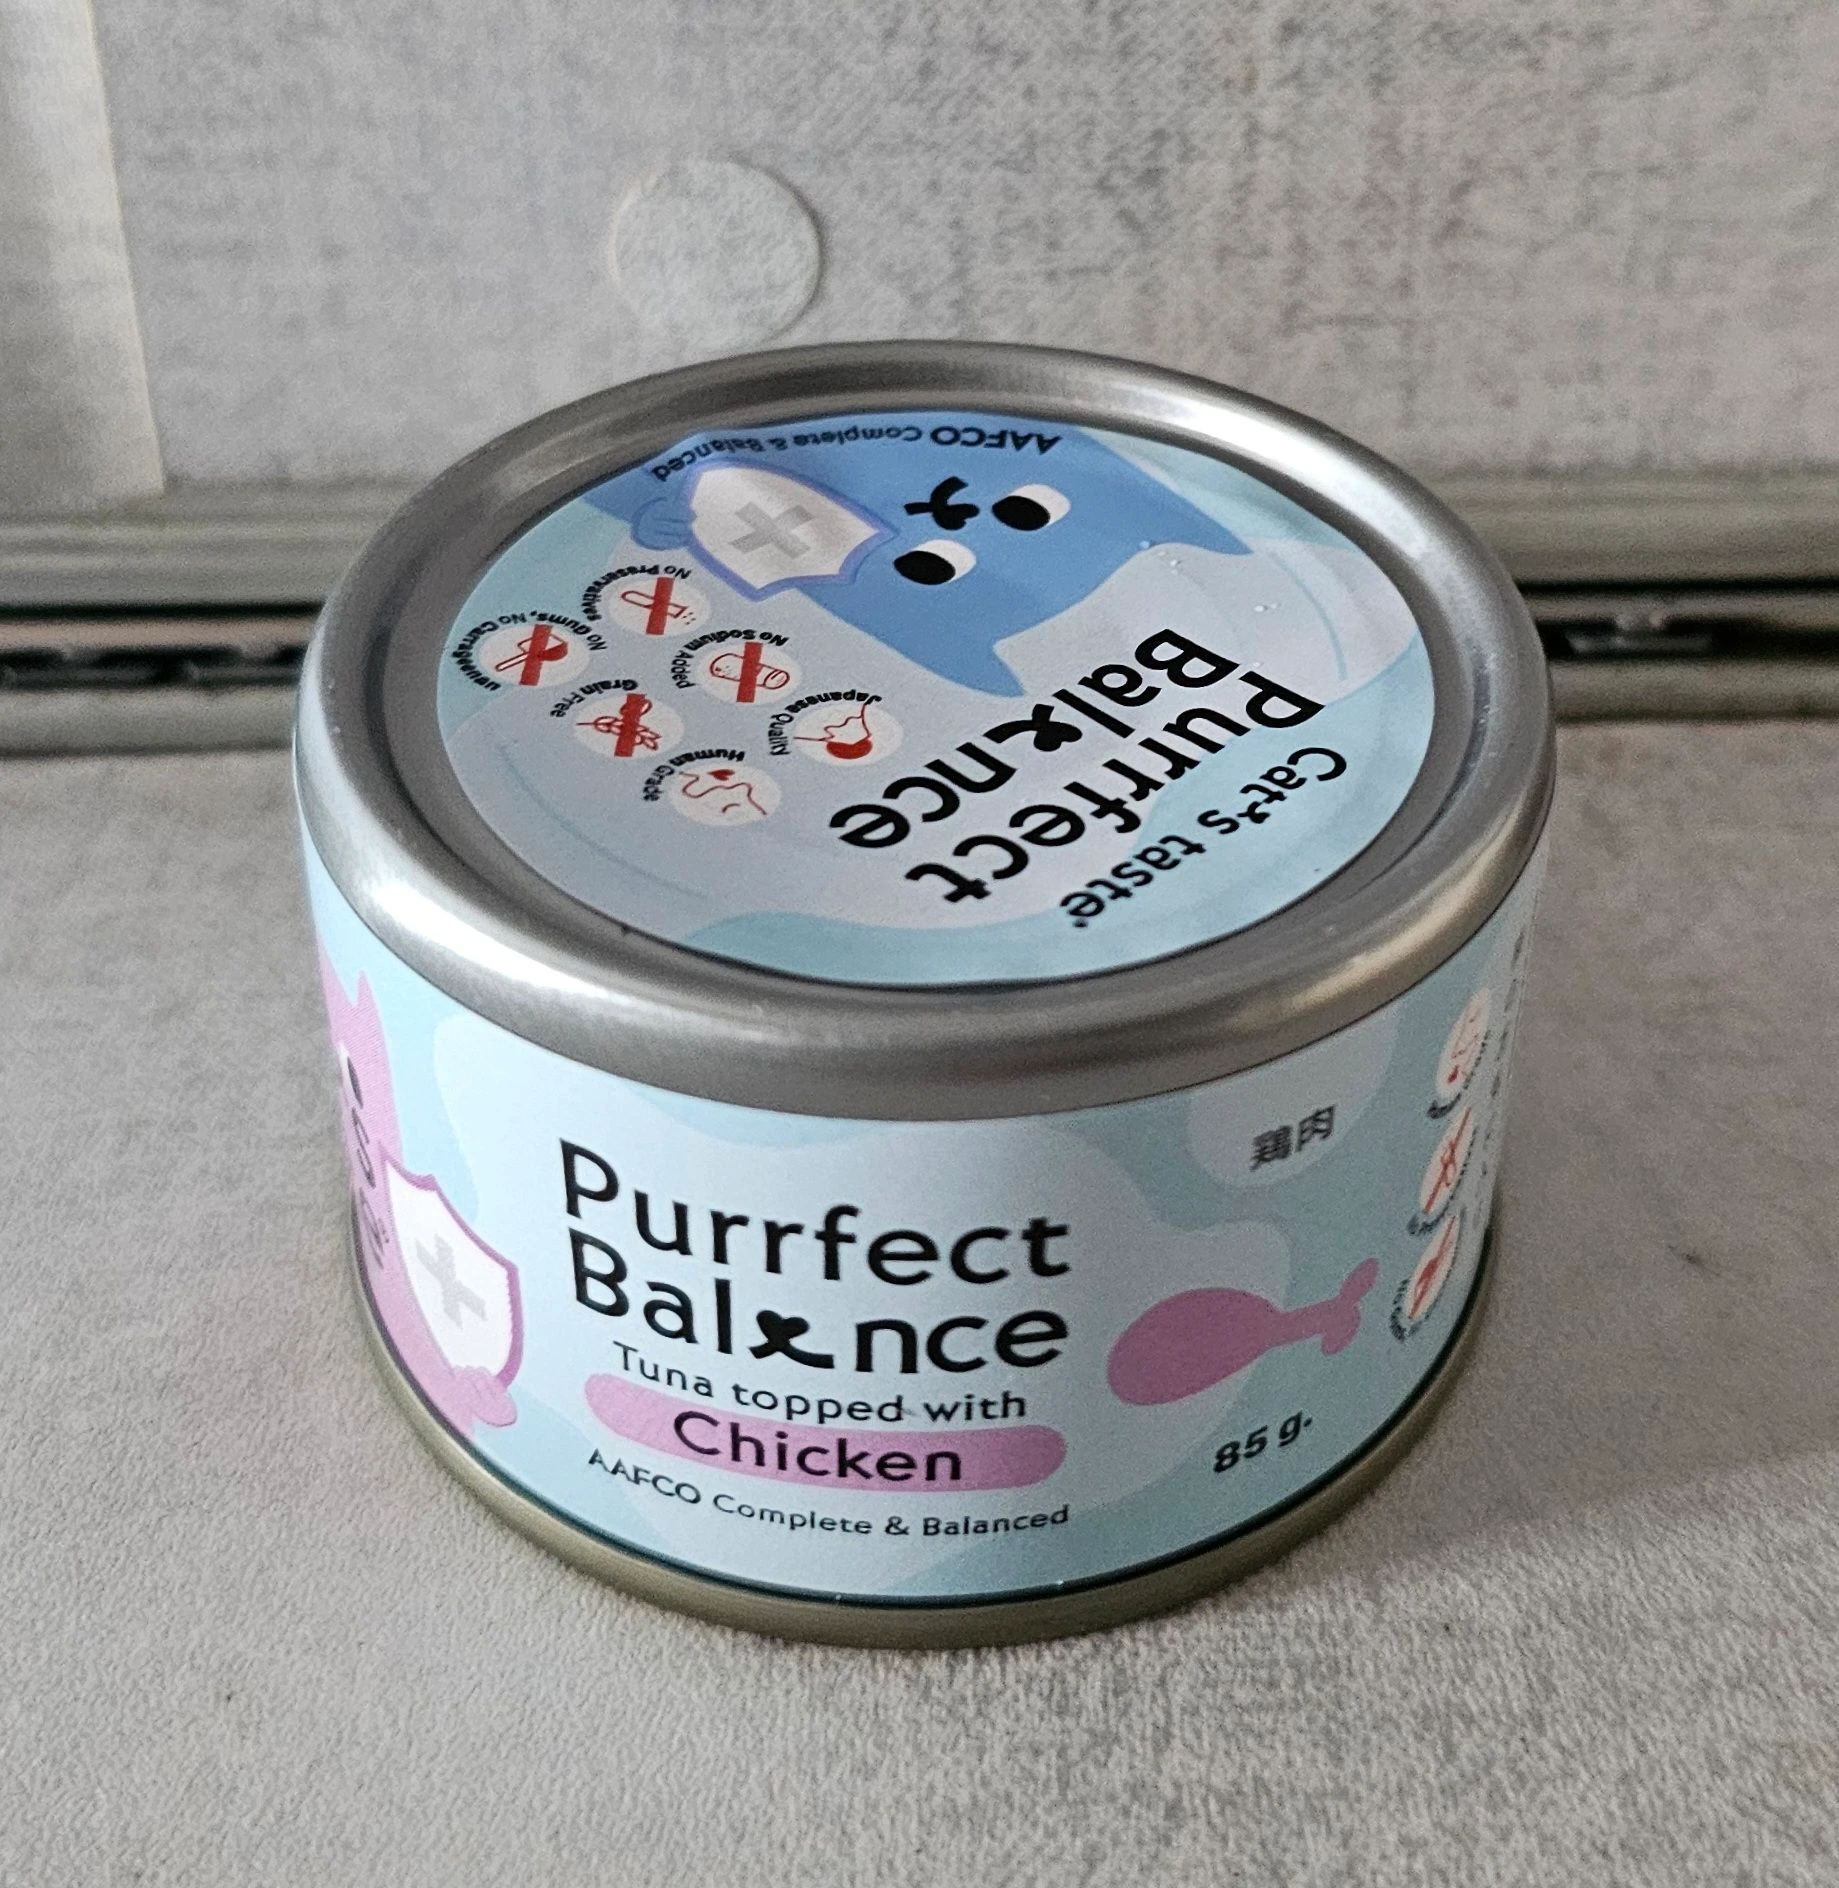 AAFCO Complete & Balanced
No Preservatives
No Gums, No Carrageenan
No Sodium Added
Grain Free
Japanese Quality
Human Grade
Cat's taste
Purrfect
Balance
鶏肉
Purrfect
Balance
Tuna topped with
Chicken
AAFCO Complete & Balanced
85 g.